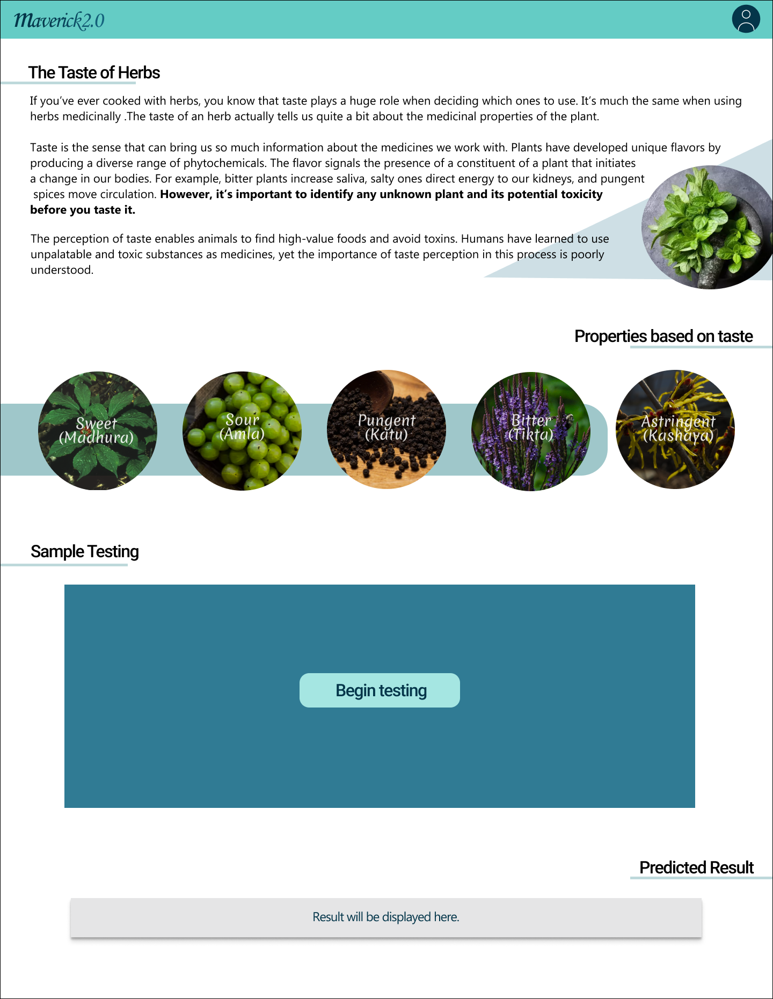 Maverick2.0
The Taste of Herbs
If you’ve ever cooked with herbs, you know that taste plays a huge role when deciding which ones to use. It’s much the same when using
herbs medicinally .The taste of an herb actually tells us quite a bit about the medicinal properties of the plant.
Taste is the sense that can bring us so much information about the medicines we work with. Plants have developed unique flavors by
producing a diverse range of phytochemicals. The flavor signals the presence of a constituent of a plant that initiates
a change in our bodies. For example, bitter plants increase saliva, salty ones direct energy to our kidneys, and pungent
spices move circulation. However, it’s important to identify any unknown plant and its potential toxicity
before you taste it.
The perception of taste enables animals to find high-value foods and avoid toxins. Humans have learned to use
unpalatable and toxic substances as medicines, yet the importance of taste perception in this process is poorly
understood.
Properties based on taste
Sweet
(Madhura)
Sour
(Amla)
Pungent
(Katu)
Bitter
(Tikta)
Astringent
(Kashaya)
Sample Testing
Begin testing
Predicted Result
Result will be displayed here.